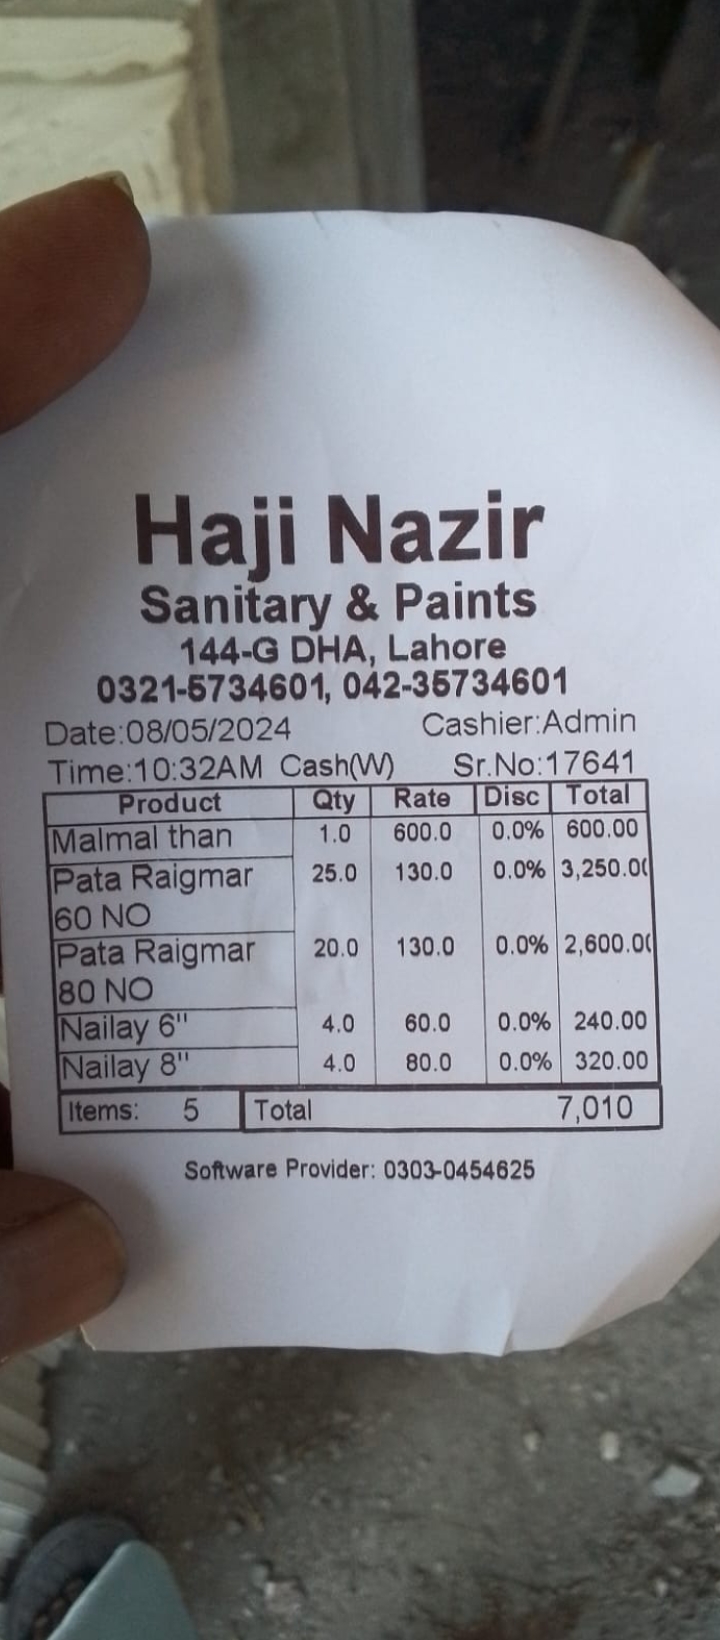 Haji Nazir
Sanitary & Paints
144-G DHA, Lahore
0321-5734601, 042-35734601
Date:08/05/2024 Cashier:Admin
Time:10:32AM Cash(W) Sr.No:17641
Product Qty Rate Disc Total
Malmal than 1.0 600.0 0.0% 600.00
Pata Raigmar 25.0 130.0 0.0% 3,250.00
60 NO
Pata Raigmar 20.0 130.0 0.0% 2,600.00
80 NO
Nailay 6" 4.0 60.0 0.0% 240.00
Nailay 8" 4.0 80.0 0.0% 320.00
Items: 5 Total 7,010
Software Provider: 0303-0454625